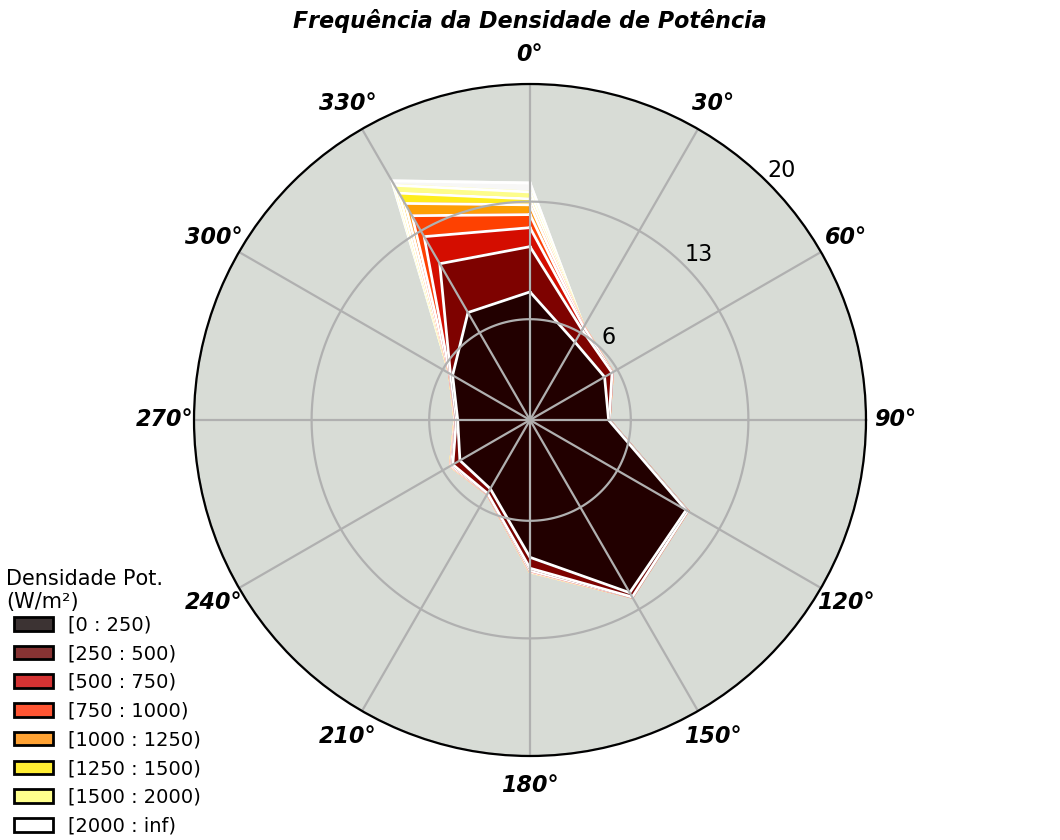 Frequência da Densidade de Potência
0°
330°
30°
20
300°
60°
13
6
270°
90°
240°
120°
210°
150°
180°
Densidade Pot.
(W/m²)
[0 : 250)
[250 : 500)
[500 : 750)
[750 : 1000)
[1000 : 1250)
[1250 : 1500)
[1500 : 2000)
[2000 : inf)